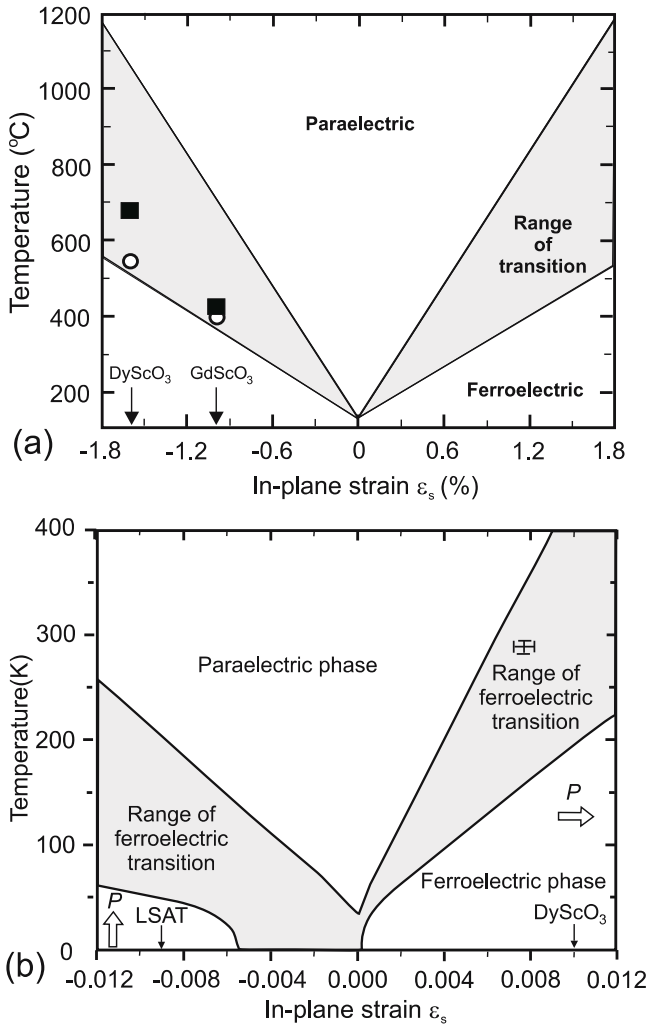 1200
1000
800
600
400
200
Temperature (°C)
Paraelectric
Range
of
transition
Ferroelectric
DyScO₃
GdScO₃
(a)
-1.8
-1.2
-0.6
0
0.6
1.2
1.8
In-plane strain εₛ (%)
400
300
200
100
0
Temperature(K)
Paraelectric phase
Range of
ferroelectric
transition
Range of
ferroelectric
transition
P
P
LSAT
Ferroelectric phase
DyScO₃
(b)
-0.012
-0.008
-0.004
0.000
0.004
0.008
0.012
In-plane strain εₛ